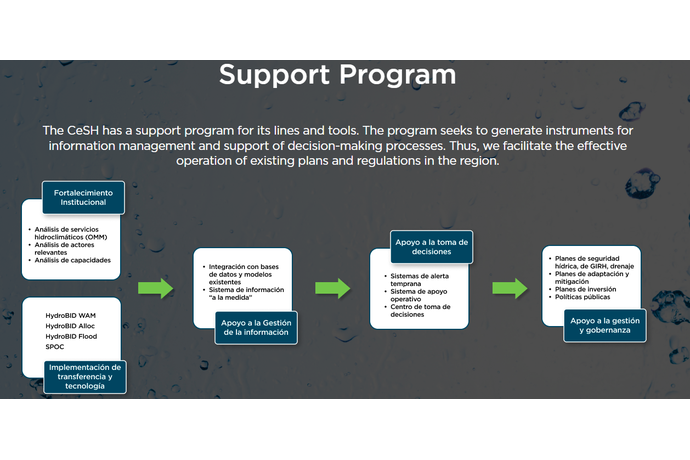 Support Program
The CeSH has a support program for its lines and tools. The program seeks to generate instruments for
information management and support of decision-making processes. Thus, we facilitate the effective
operation of existing plans and regulations in the region.
Fortalecimiento
Institucional
• Análisis de servicios
hidroclimáticos (OMM)
• Análisis de actores
relevantes
• Análisis de capacidades
HydroBID WAM
HydroBID Alloc
HydroBID Flood
SPOC
Implementación de
transferencia y
tecnología
• Integración con bases
de datos y modelos
existentes
• Sistema de información
"a la medida"
Apoyo a la Gestión
de la información
Apoyo a la toma de
decisiones
• Sistemas de alerta
temprana
• Sistema de apoyo
operativo
• Centro de toma de
decisiones
• Planes de seguridad
hídrica, de GIRH, drenaje
• Planes de adaptación y
mitigación
• Planes de inversión
• Políticas públicas
Apoyo a la gestión
y gobernanza